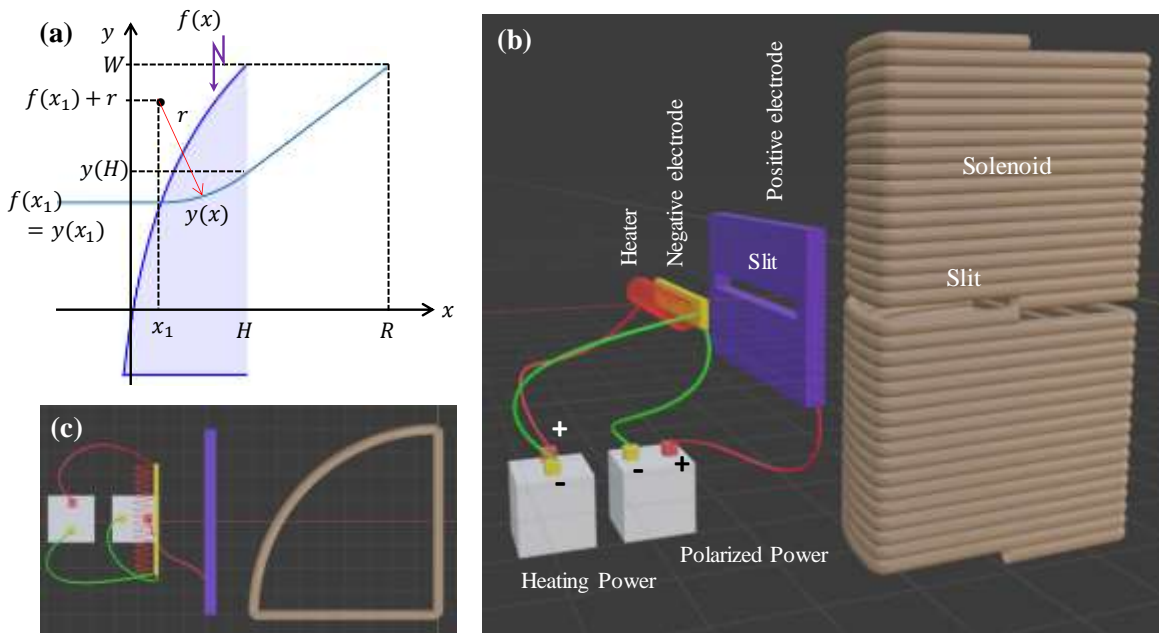 (a)
y
f(x)
W
f(x₁) + r
r
y(H)
f(x₁)
= y(x₁)
y(x)
x
x₁
H
R
(b)
Heater
Negative electrode
Positive electrode
Slit
Solenoid
Slit
+
-
-
+
Heating Power
Polarized Power
(c)